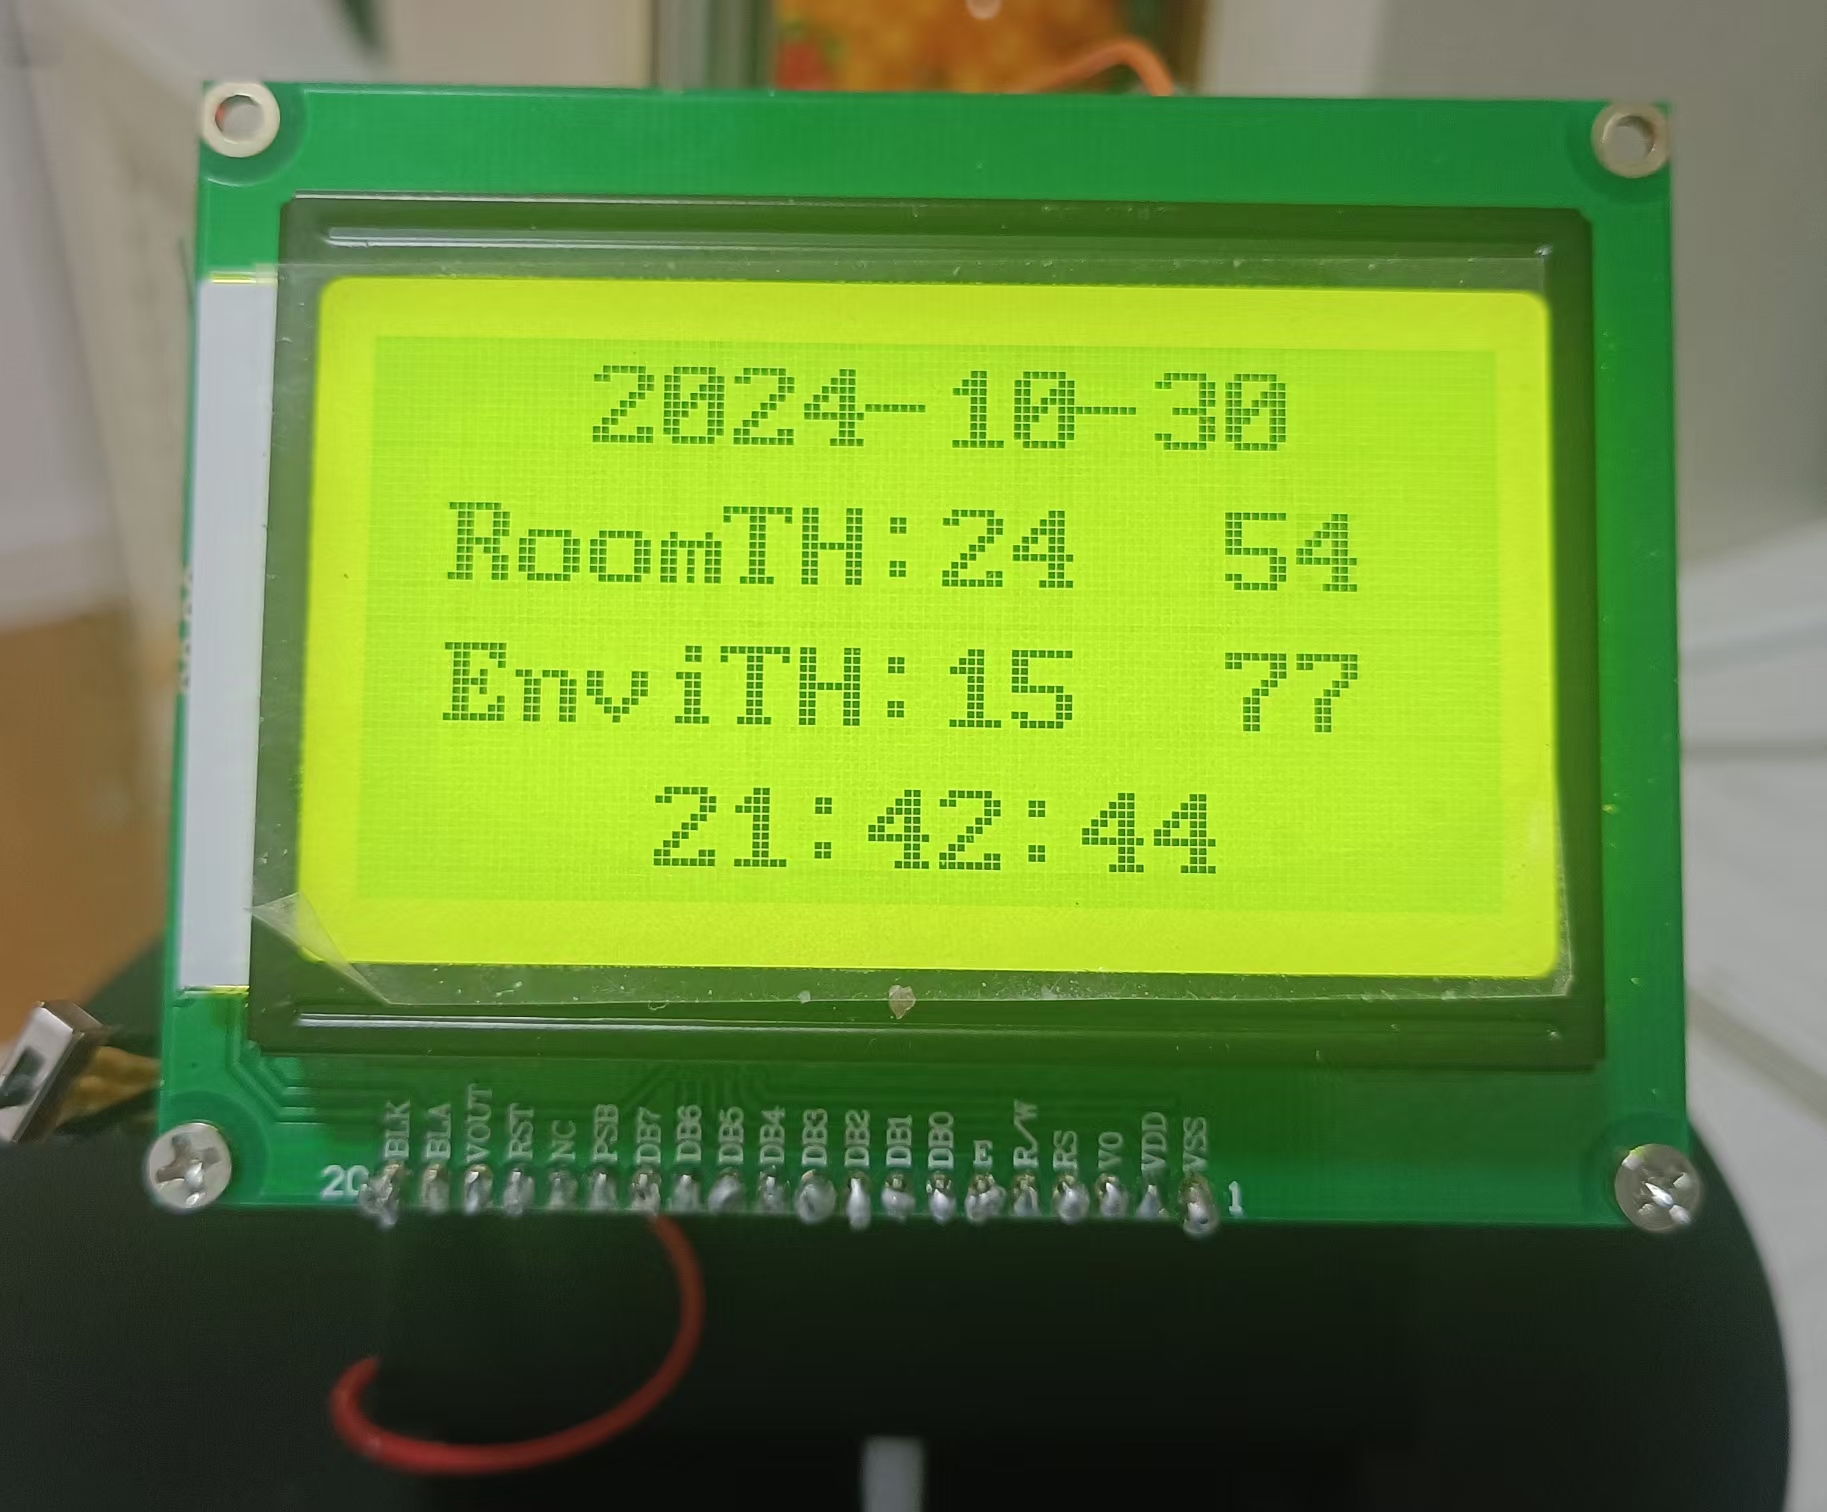 2024-10-30
RoomTH:24 54
EnviTH:15 77
21:42:44
20 BLK BLA VOUT RST NC PSB DB7 DB6 DB5 DB4 DB3 DB2 DB1 DB0 E R/W RS V0 VDD VSS 1